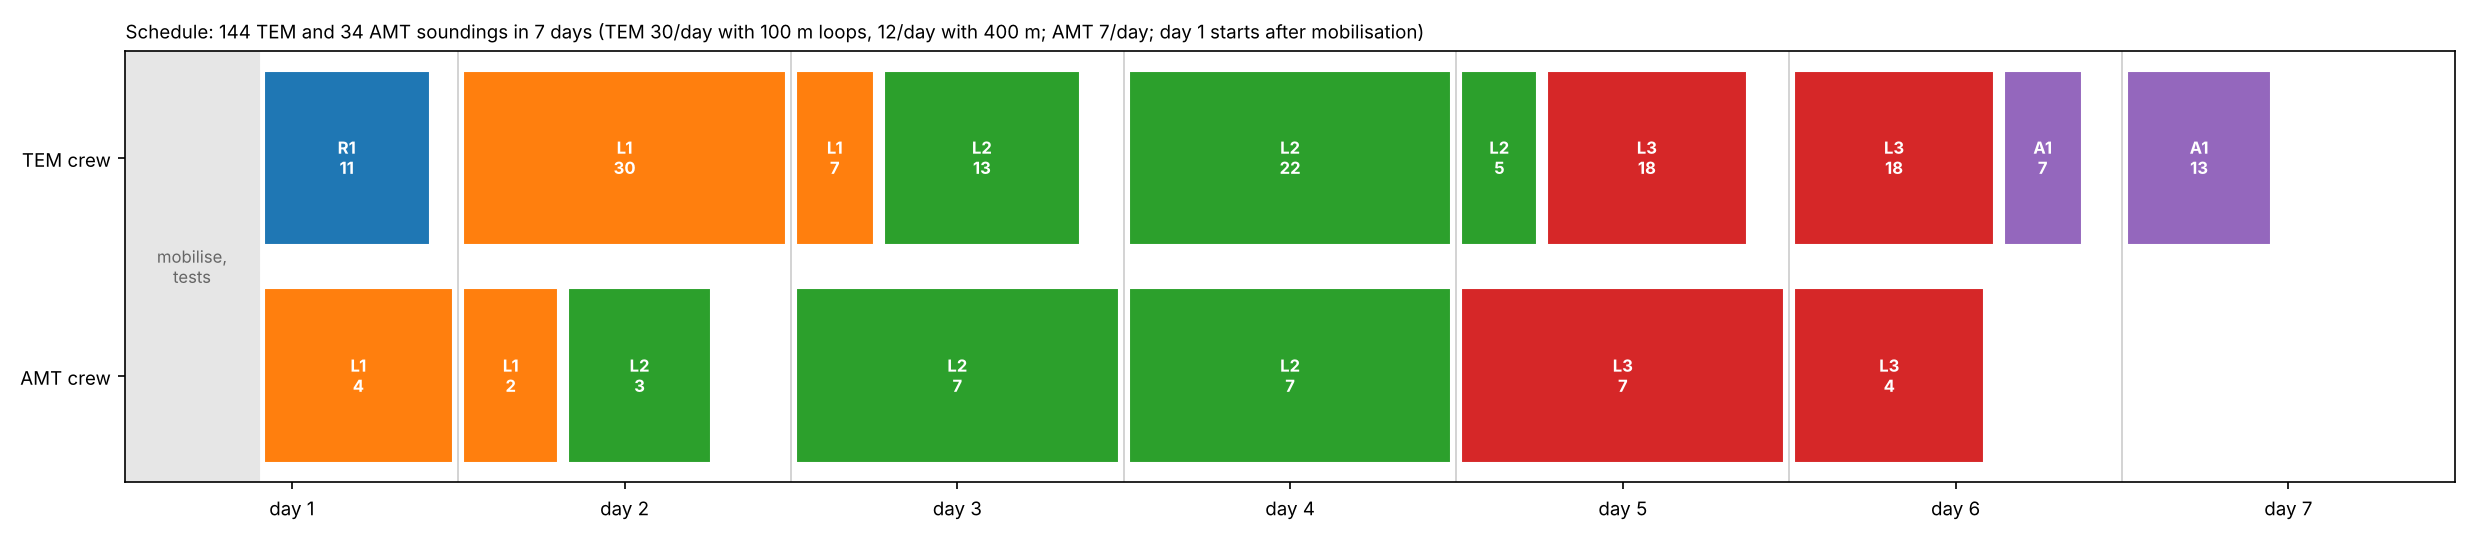 Schedule: 144 TEM and 34 AMT soundings in 7 days (TEM 30/day with 100 m loops, 12/day with 400 m; AMT 7/day; day 1 starts after mobilisation)
TEM crew
R1
11
L1
30
L1
7
L2
13
L2
22
L2
5
L3
18
L3
18
A1
7
A1
13
mobilise,
tests
AMT crew
L1
4
L1
2
L2
3
L2
7
L2
7
L3
7
L3
4
day 1
day 2
day 3
day 4
day 5
day 6
day 7